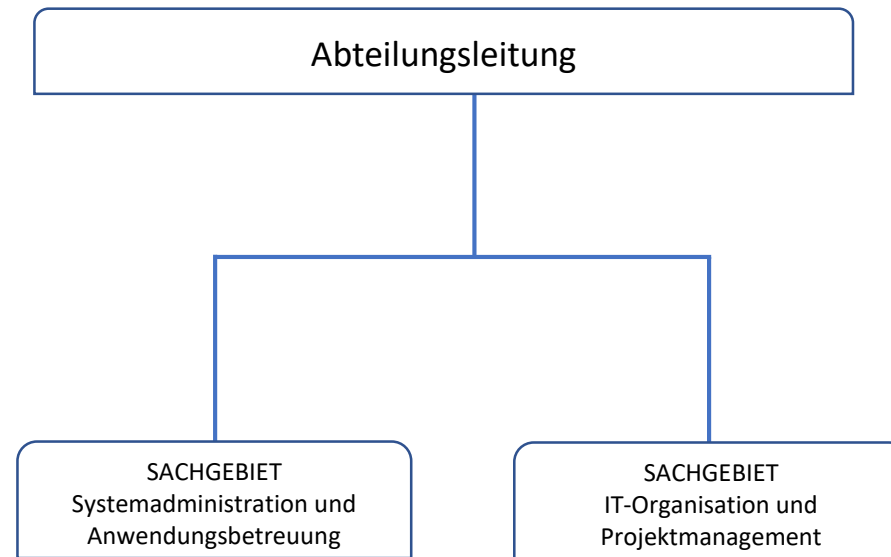 Abteilungsleitung
SACHGEBIET
Systemadministration und
Anwendungsbetreuung
SACHGEBIET
IT-Organisation und
Projektmanagement